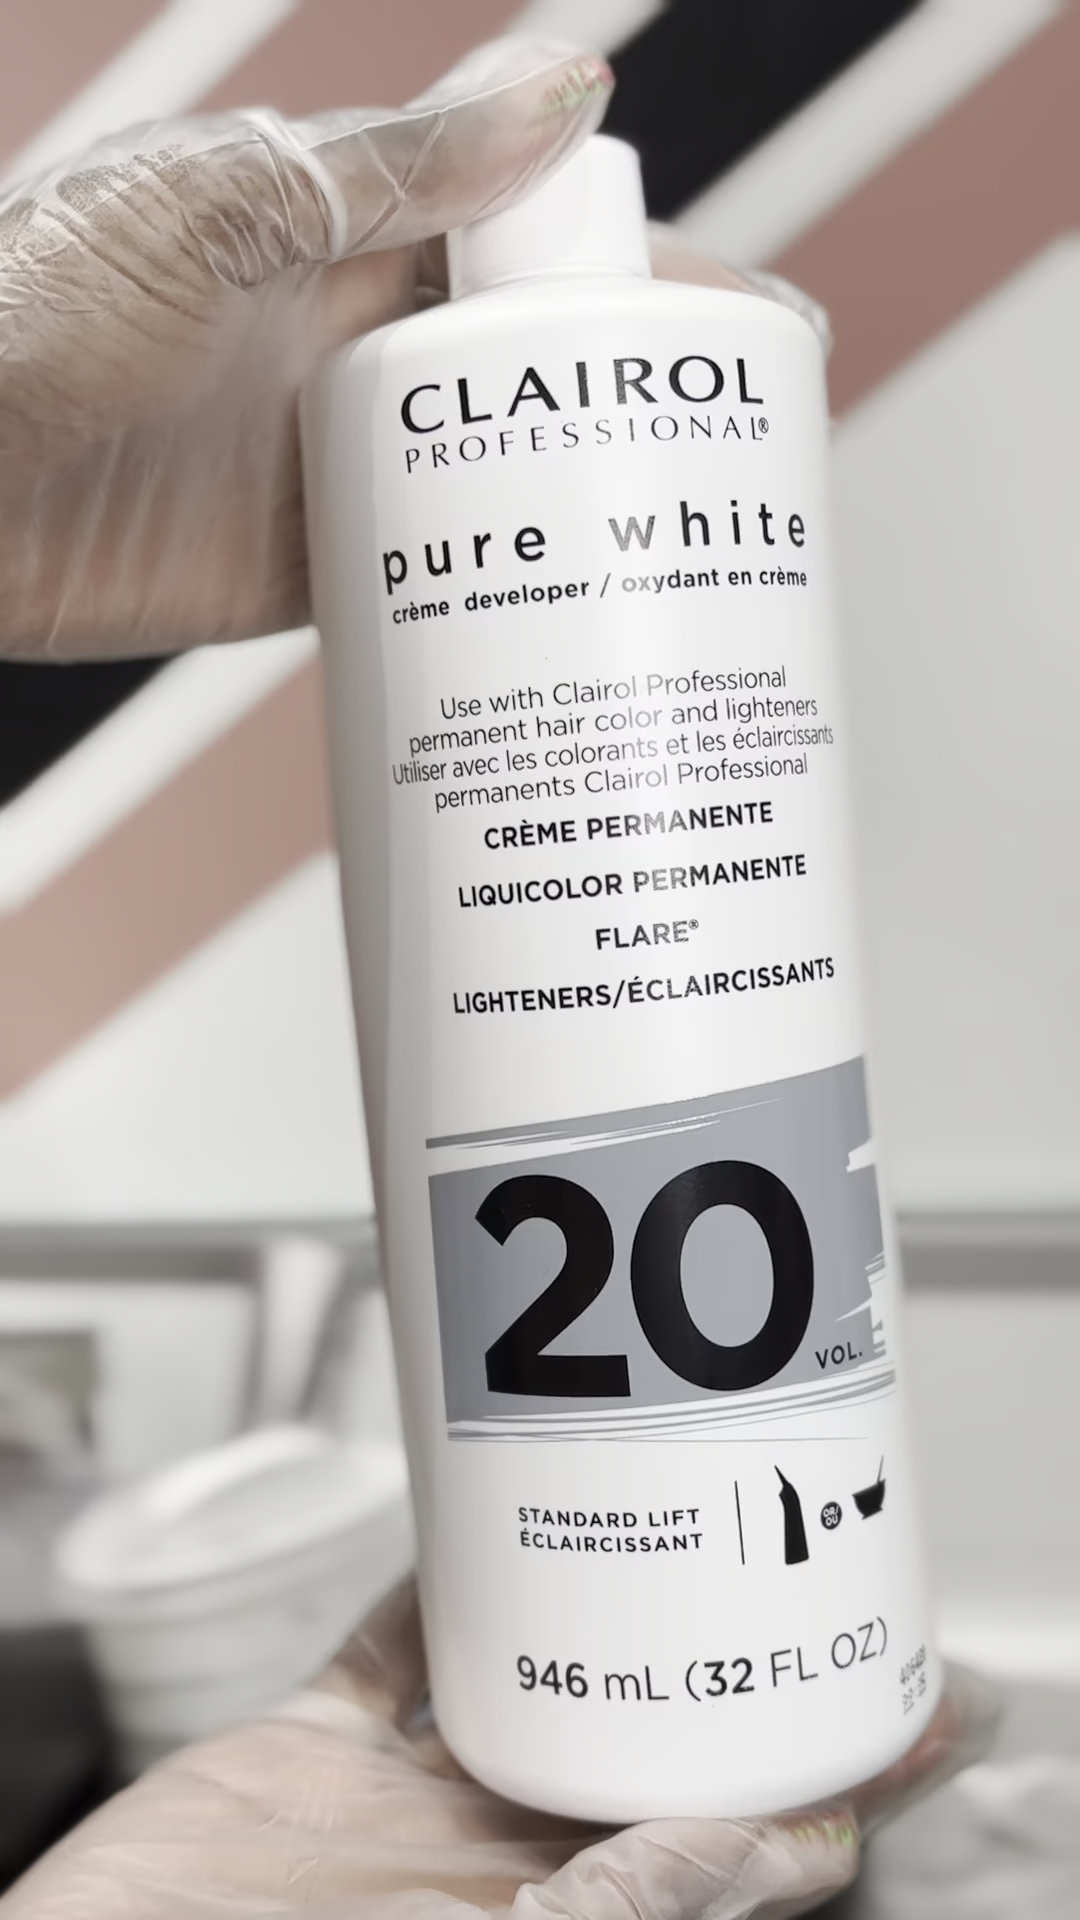 CLAIROL
PROFESSIONAL®
pure white
crème developer / oxydant en crème
Use with Clairol Professional
permanent hair color and lighteners
Utiliser avec les colorants et les éclaircissants
permanents Clairol Professional
CRÈME PERMANENTE
LIQUICOLOR PERMANENTE
FLARE®
LIGHTENERS/ÉCLAIRCISSANTS
20 VOL.
STANDARD LIFT
ÉCLAIRCISSANT
OR/
OU
946 mL (32 FL OZ)